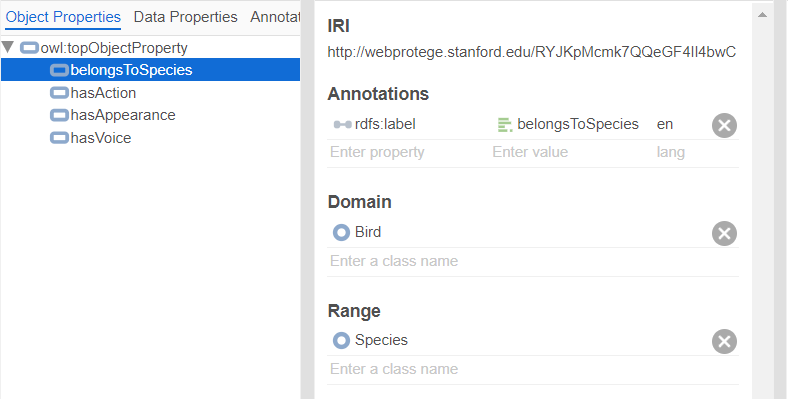 Object Properties Data Properties Annotat
owl:topObjectProperty
belongsToSpecies
hasAction
hasAppearance
hasVoice
IRI
http://webprotege.stanford.edu/RYJKpMcmk7QQeGF4lI4bwC
Annotations
rdfs:label belongsToSpecies en
Enter property Enter value lang
Domain
Bird
Enter a class name
Range
Species
Enter a class name